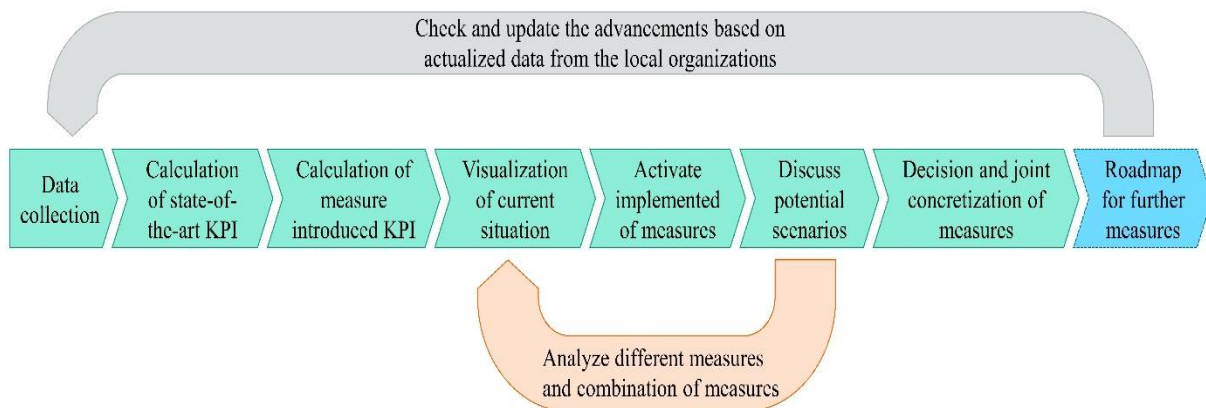 Check and update the advancements based on
actualized data from the local organizations
Data
collection
Calculation
of state-of-
the-art KPI
Calculation of
measure
introduced KPI
Visualization
of current
situation
Activate
implemented
of measures
Discuss
potential
scenarios
Decision and joint
concretization of
measures
Roadmap
for further
measures
Analyze different measures
and combination of measures